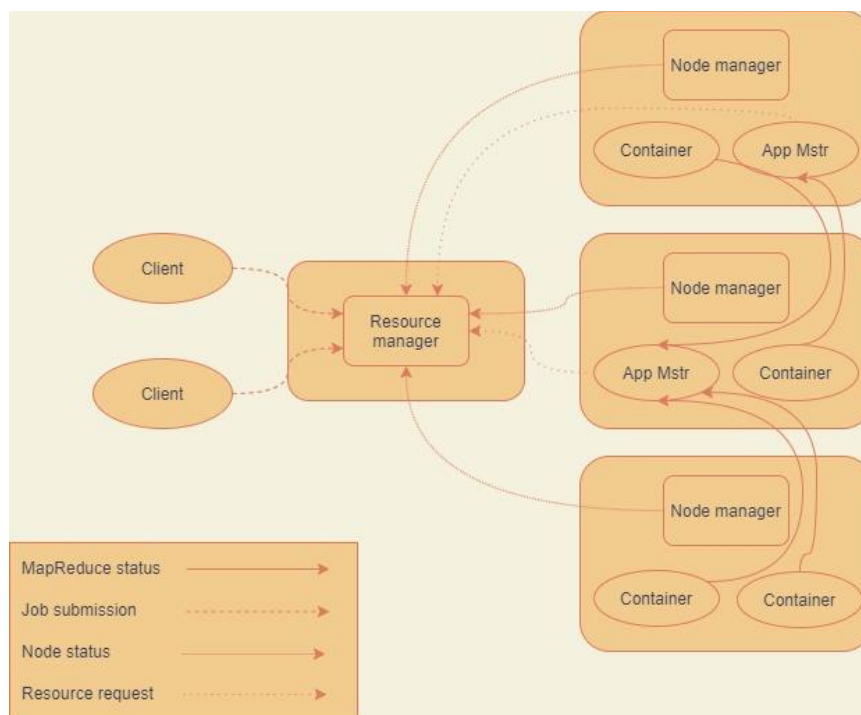 Node manager
Container
App Mstr
Client
Resource
manager
Node manager
App Mstr
Container
Client
Node manager
Container
Container
MapReduce status
Job submission
Node status
Resource request